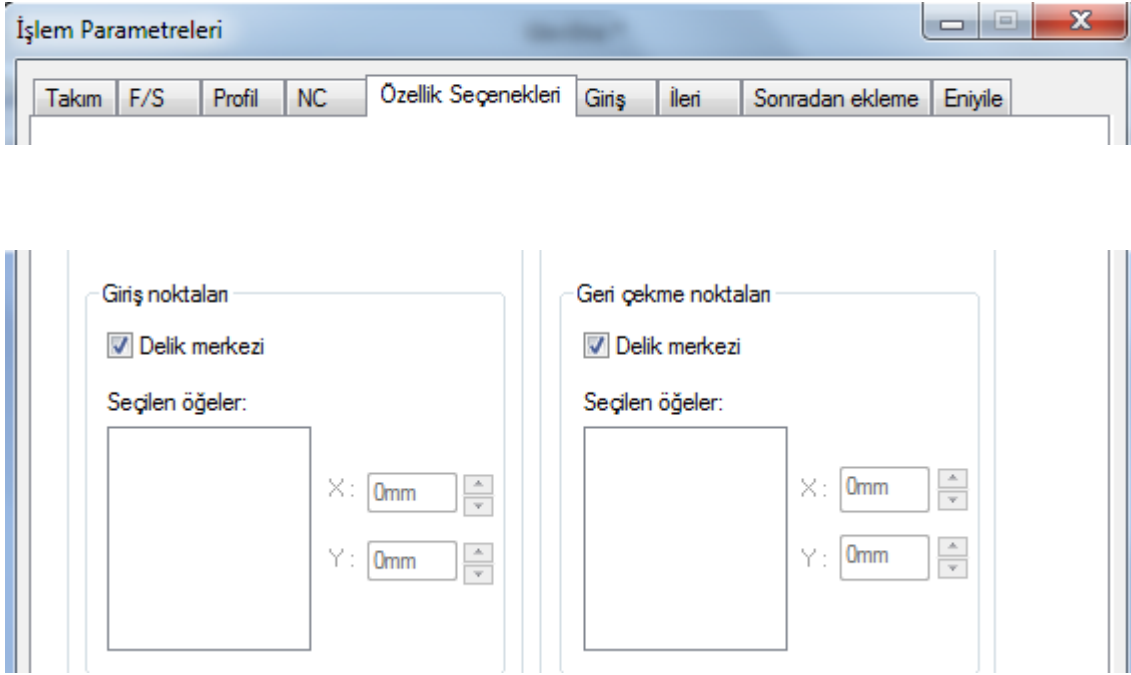 İşlem Parametreleri
Takım F/S Profil NC Özellik Seçenekleri Giriş İleri Sonradan ekleme Eniyile
Giriş noktaları
Delik merkezi
Seçilen öğeler:
X: 0mm
Y: 0mm
Geri çekme noktaları
Delik merkezi
Seçilen öğeler:
X: 0mm
Y: 0mm